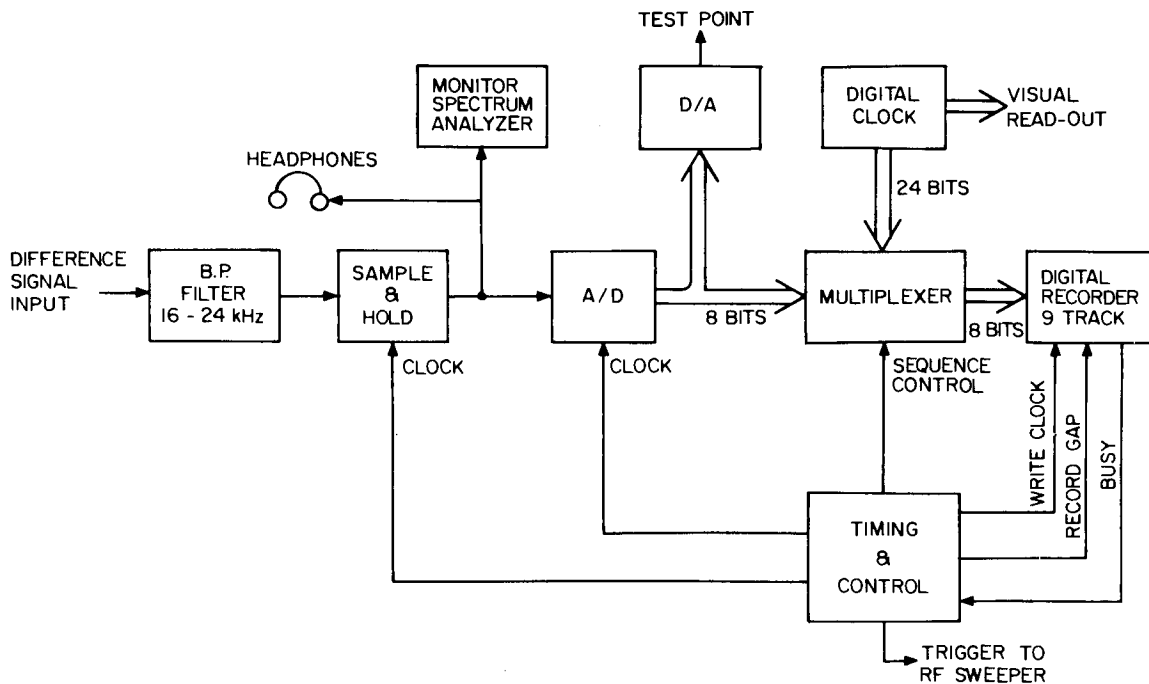 TEST POINT
MONITOR
SPECTRUM
ANALYZER
D/A
DIGITAL
CLOCK
VISUAL
READ-OUT
HEADPHONES
24 BITS
DIFFERENCE
SIGNAL
INPUT
B.P.
FILTER
16 - 24 kHz
SAMPLE
&
HOLD
A/D
8 BITS
MULTIPLEXER
8 BITS
DIGITAL
RECORDER
9 TRACK
CLOCK
CLOCK
SEQUENCE
CONTROL
WRITE CLOCK
RECORD GAP
BUSY
TIMING
&
CONTROL
TRIGGER TO
RF SWEEPER